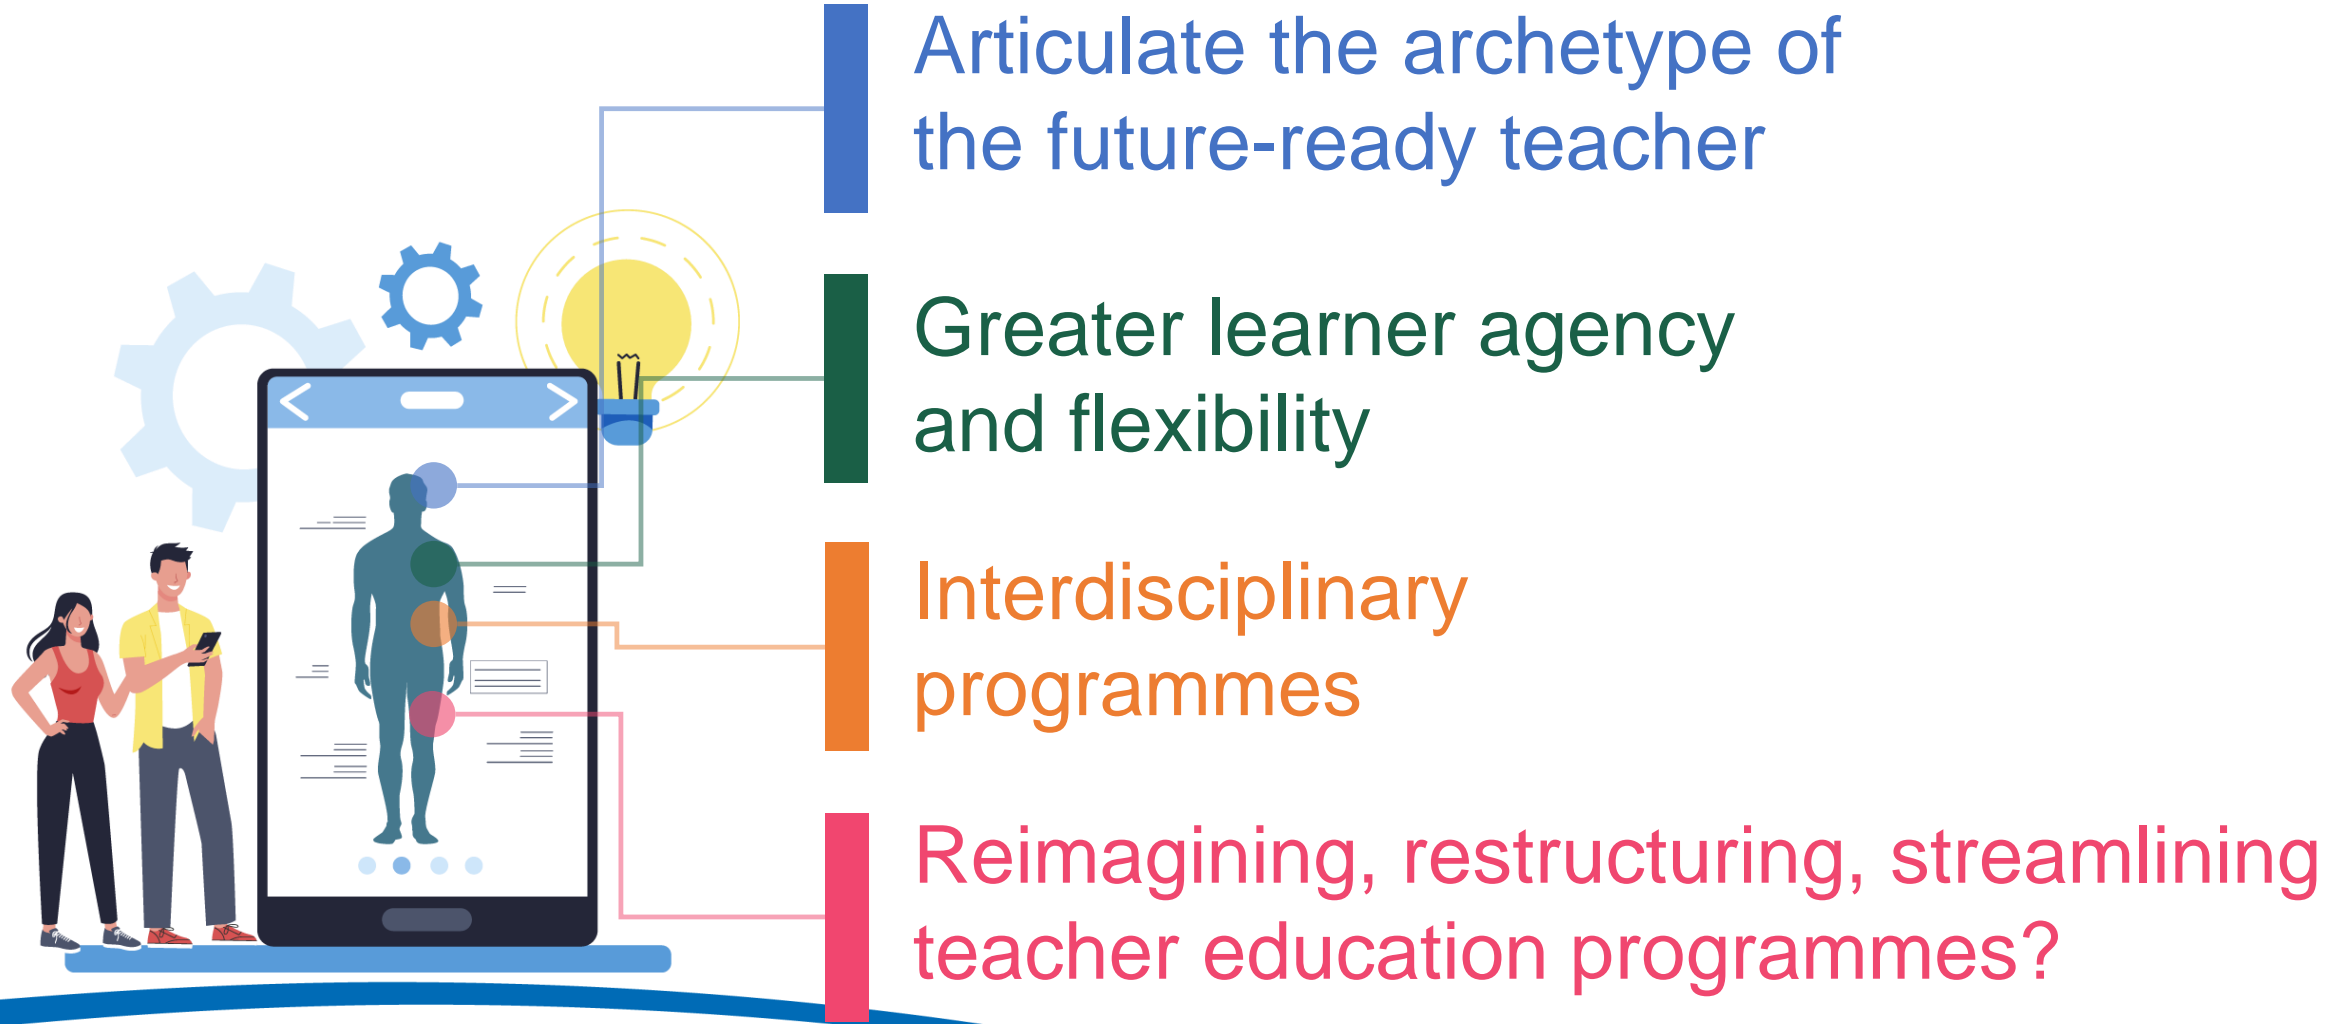 Articulate the archetype of
the future-ready teacher
Greater learner agency
and flexibility
Interdisciplinary
programmes
Reimagining, restructuring, streamlining
teacher education programmes?